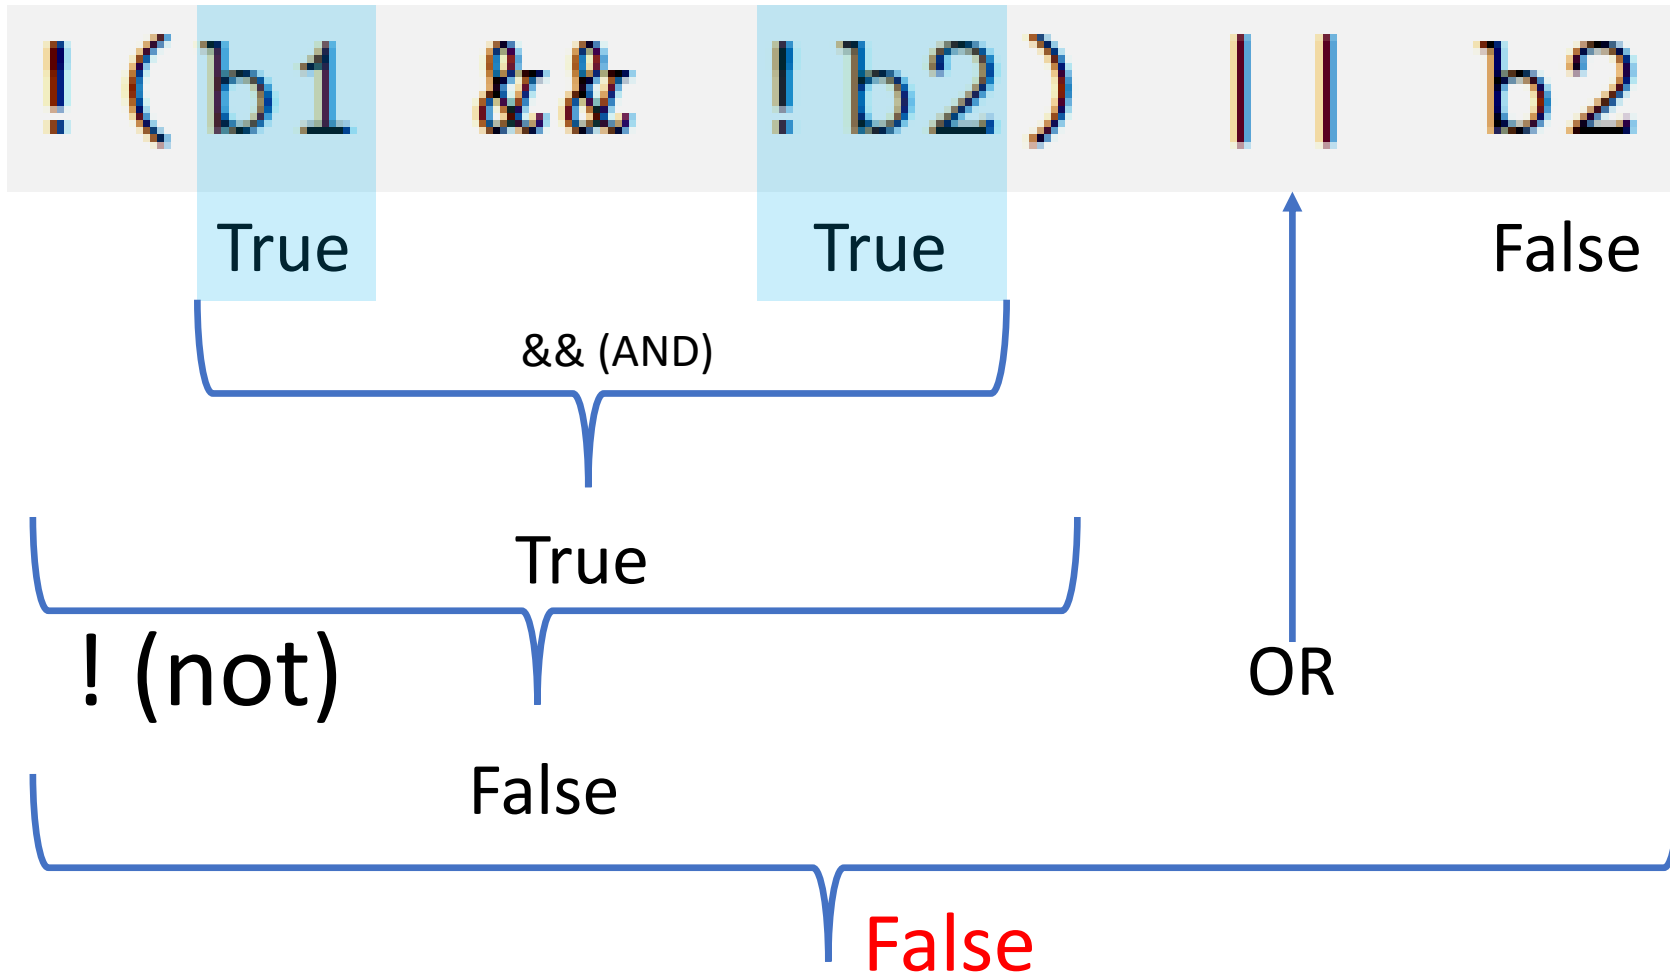 !(b1 && !b2) || b2
True True False
&& (AND)
True
! (not) OR
False
False